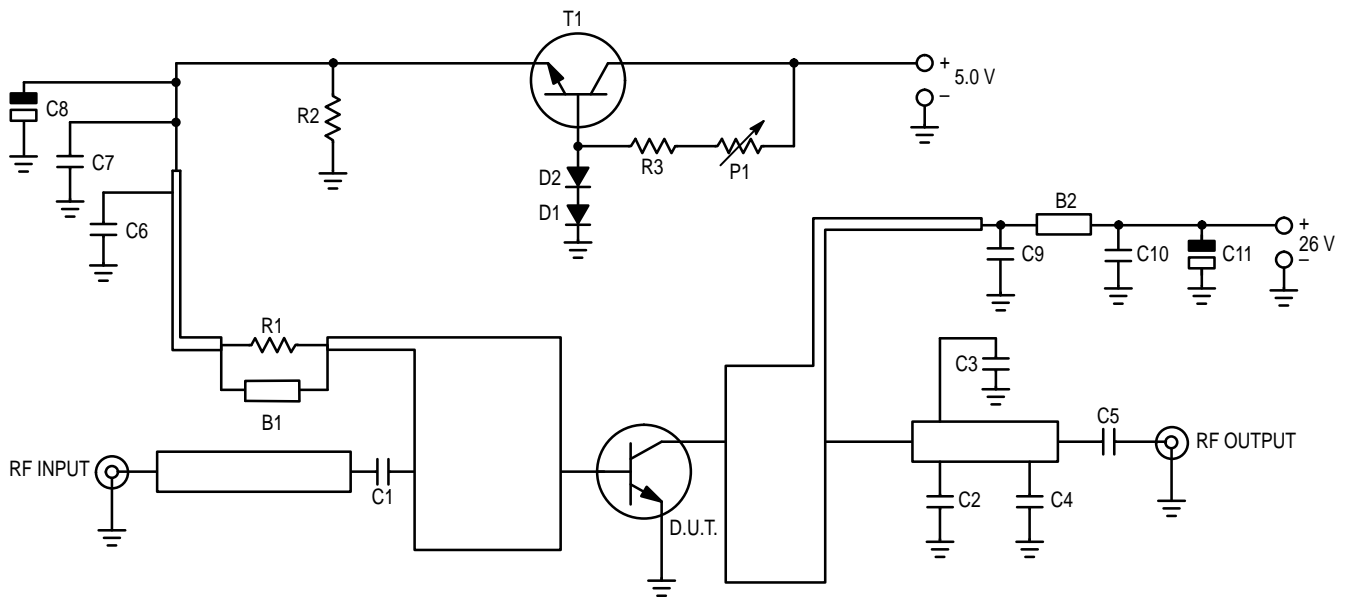 T1
+
5.0 V
–
C8
R2
C7
R3
P1
D2
D1
C6
B2
+
26 V
–
C9
C10
C11
R1
B1
C3
C5
RF INPUT
RF OUTPUT
C1
C2
C4
D.U.T.